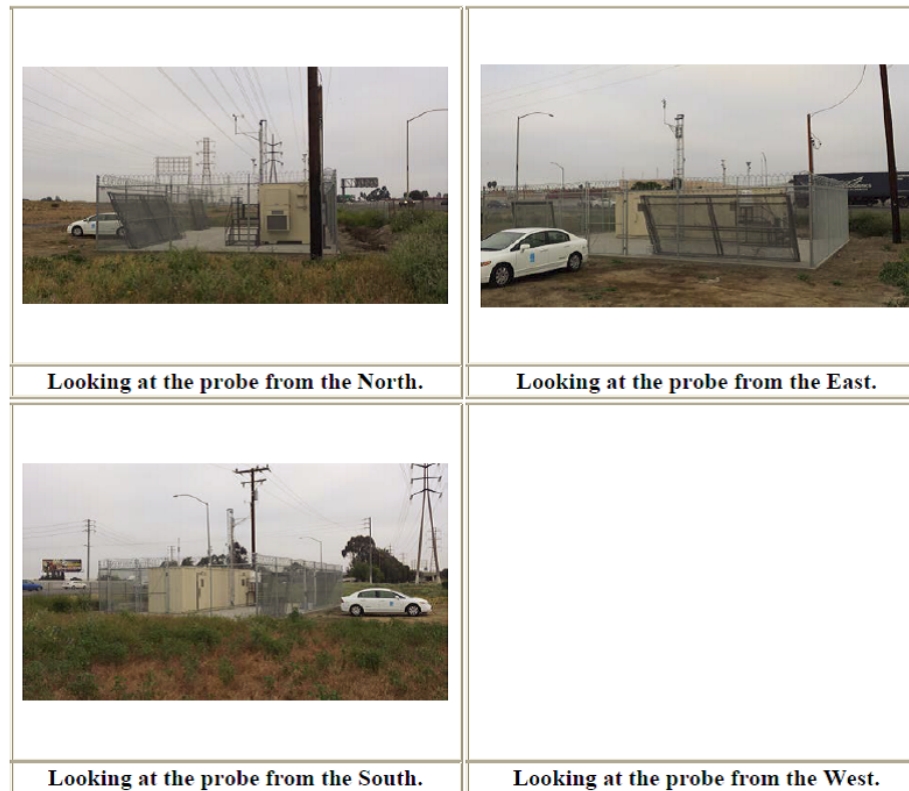 Looking at the probe from the North.
Looking at the probe from the East.
Looking at the probe from the South.
Looking at the probe from the West.